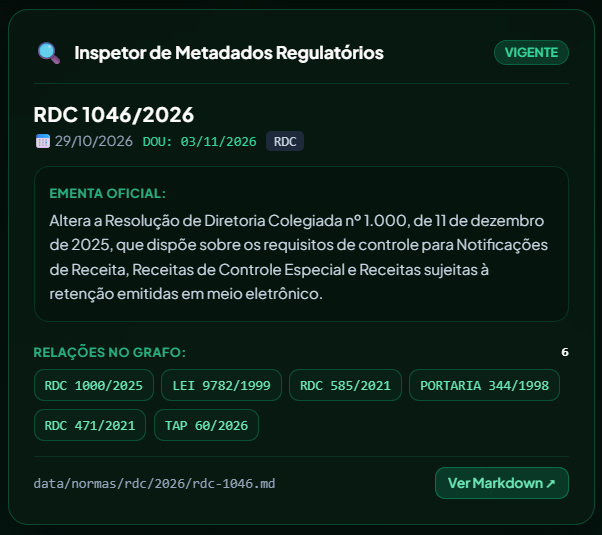 Inspetor de Metadados Regulatórios
VIGENTE
RDC 1046/2026
29/10/2026 DOU: 03/11/2026 RDC
EMENTA OFICIAL:
Altera a Resolução de Diretoria Colegiada nº 1.000, de 11 de dezembro
de 2025, que dispõe sobre os requisitos de controle para Notificações
de Receita, Receitas de Controle Especial e Receitas sujeitas à
retenção emitidas em meio eletrônico.
RELAÇÕES NO GRAFO: 6
RDC 1000/2025 LEI 9782/1999 RDC 585/2021 PORTARIA 344/1998
RDC 471/2021 TAP 60/2026
data/normas/rdc/2026/rdc-1046.md Ver Markdown ↗